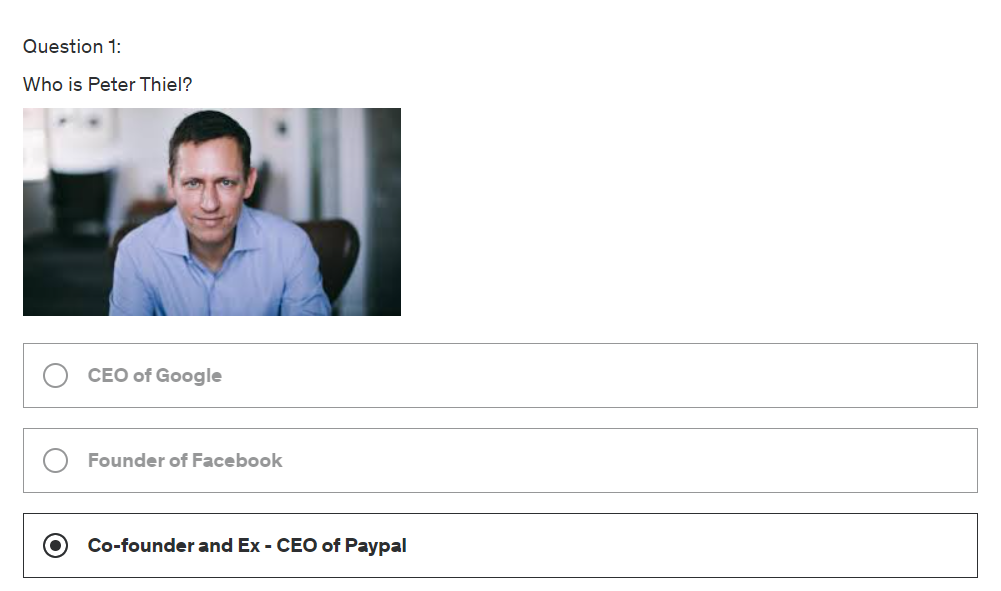 Question 1:
Who is Peter Thiel?
CEO of Google
Founder of Facebook
Co-founder and Ex - CEO of Paypal